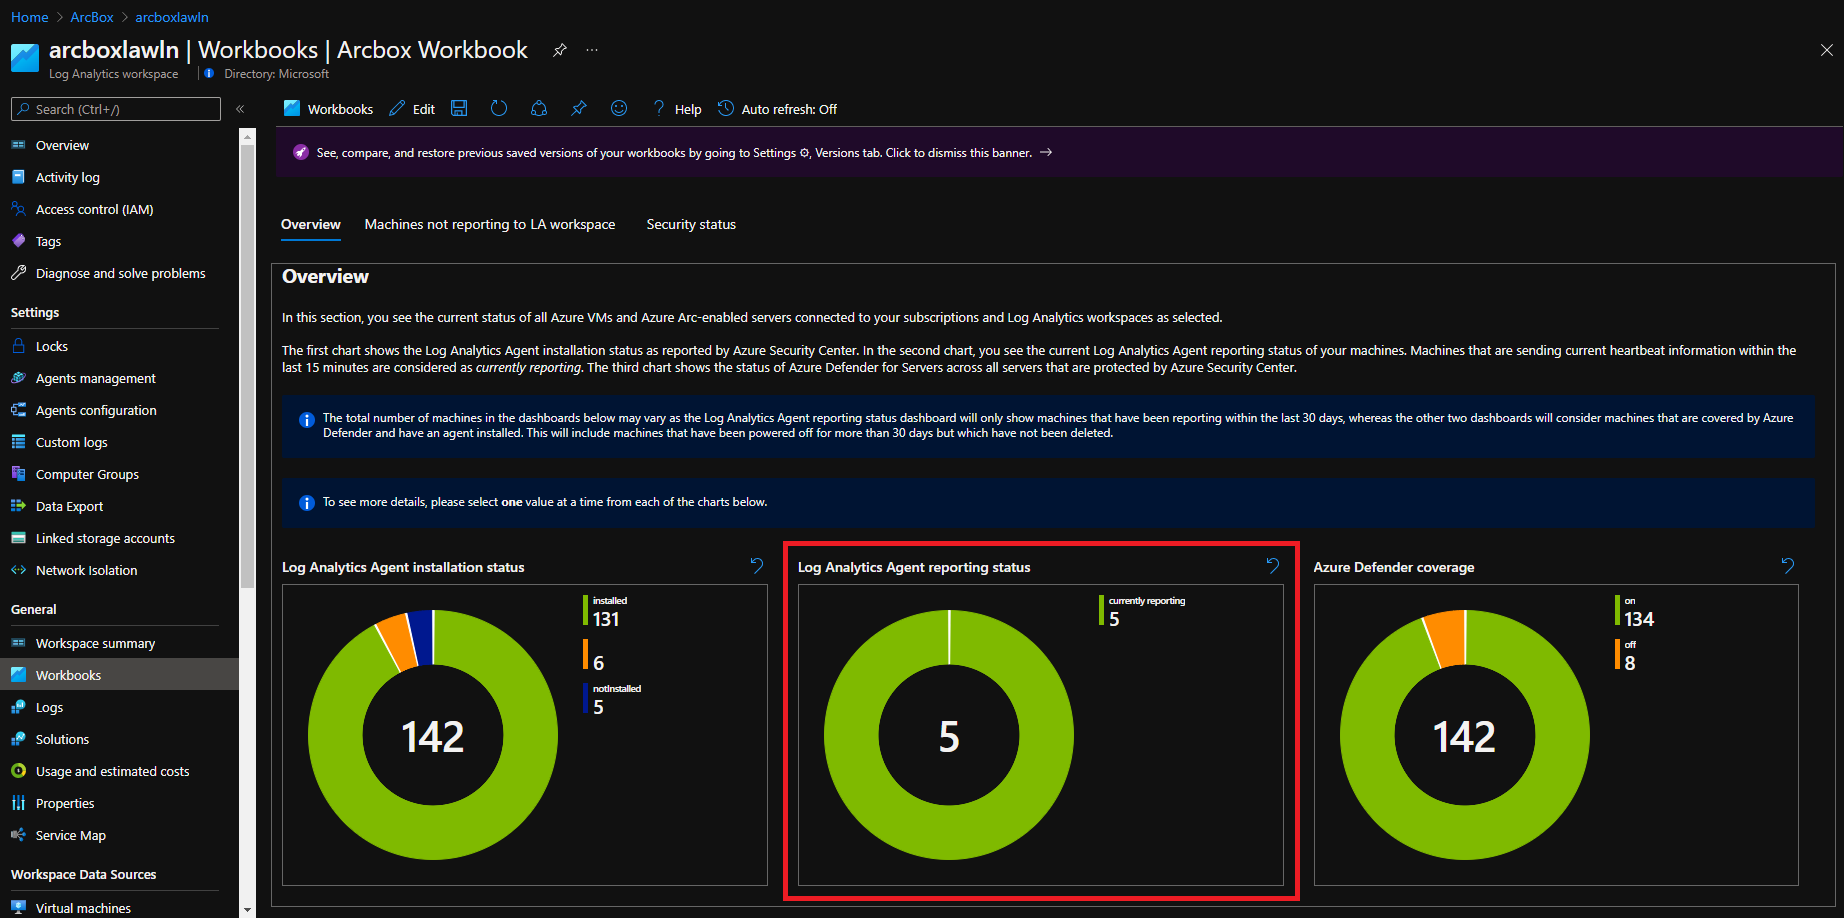 Home > ArcBox > arcboxlawln
arcboxlawln | Workbooks | Arcbox Workbook
Log Analytics workspace
Directory: Microsoft
Search (Ctrl+/)
Overview
Activity log
Access control (IAM)
Tags
Diagnose and solve problems
Settings
Locks
Agents management
Agents configuration
Custom logs
Computer Groups
Data Export
Linked storage accounts
Network Isolation
General
Workspace summary
Workbooks
Logs
Solutions
Usage and estimated costs
Properties
Service Map
Workspace Data Sources
Virtual machines
Workbooks Edit Help Auto refresh: Off
See, compare, and restore previous saved versions of your workbooks by going to Settings ⚙, Versions tab. Click to dismiss this banner. →
Overview Machines not reporting to LA workspace Security status
Overview
In this section, you see the current status of all Azure VMs and Azure Arc-enabled servers connected to your subscriptions and Log Analytics workspaces as selected.
The first chart shows the Log Analytics Agent installation status as reported by Azure Security Center. In the second chart, you see the current Log Analytics Agent reporting status of your machines. Machines that are sending current heartbeat information within the
last 15 minutes are considered as currently reporting. The third chart shows the status of Azure Defender for Servers across all servers that are protected by Azure Security Center.
The total number of machines in the dashboards below may vary as the Log Analytics Agent reporting status dashboard will only show machines that have been reporting within the last 30 days, whereas the other two dashboards will consider machines that are covered by Azure
Defender and have an agent installed. This will include machines that have been powered off for more than 30 days but which have not been deleted.
To see more details, please select one value at a time from each of the charts below.
Log Analytics Agent installation status
142
installed
131
6
notInstalled
5
Log Analytics Agent reporting status
5
currently reporting
5
Azure Defender coverage
142
on
134
off
8